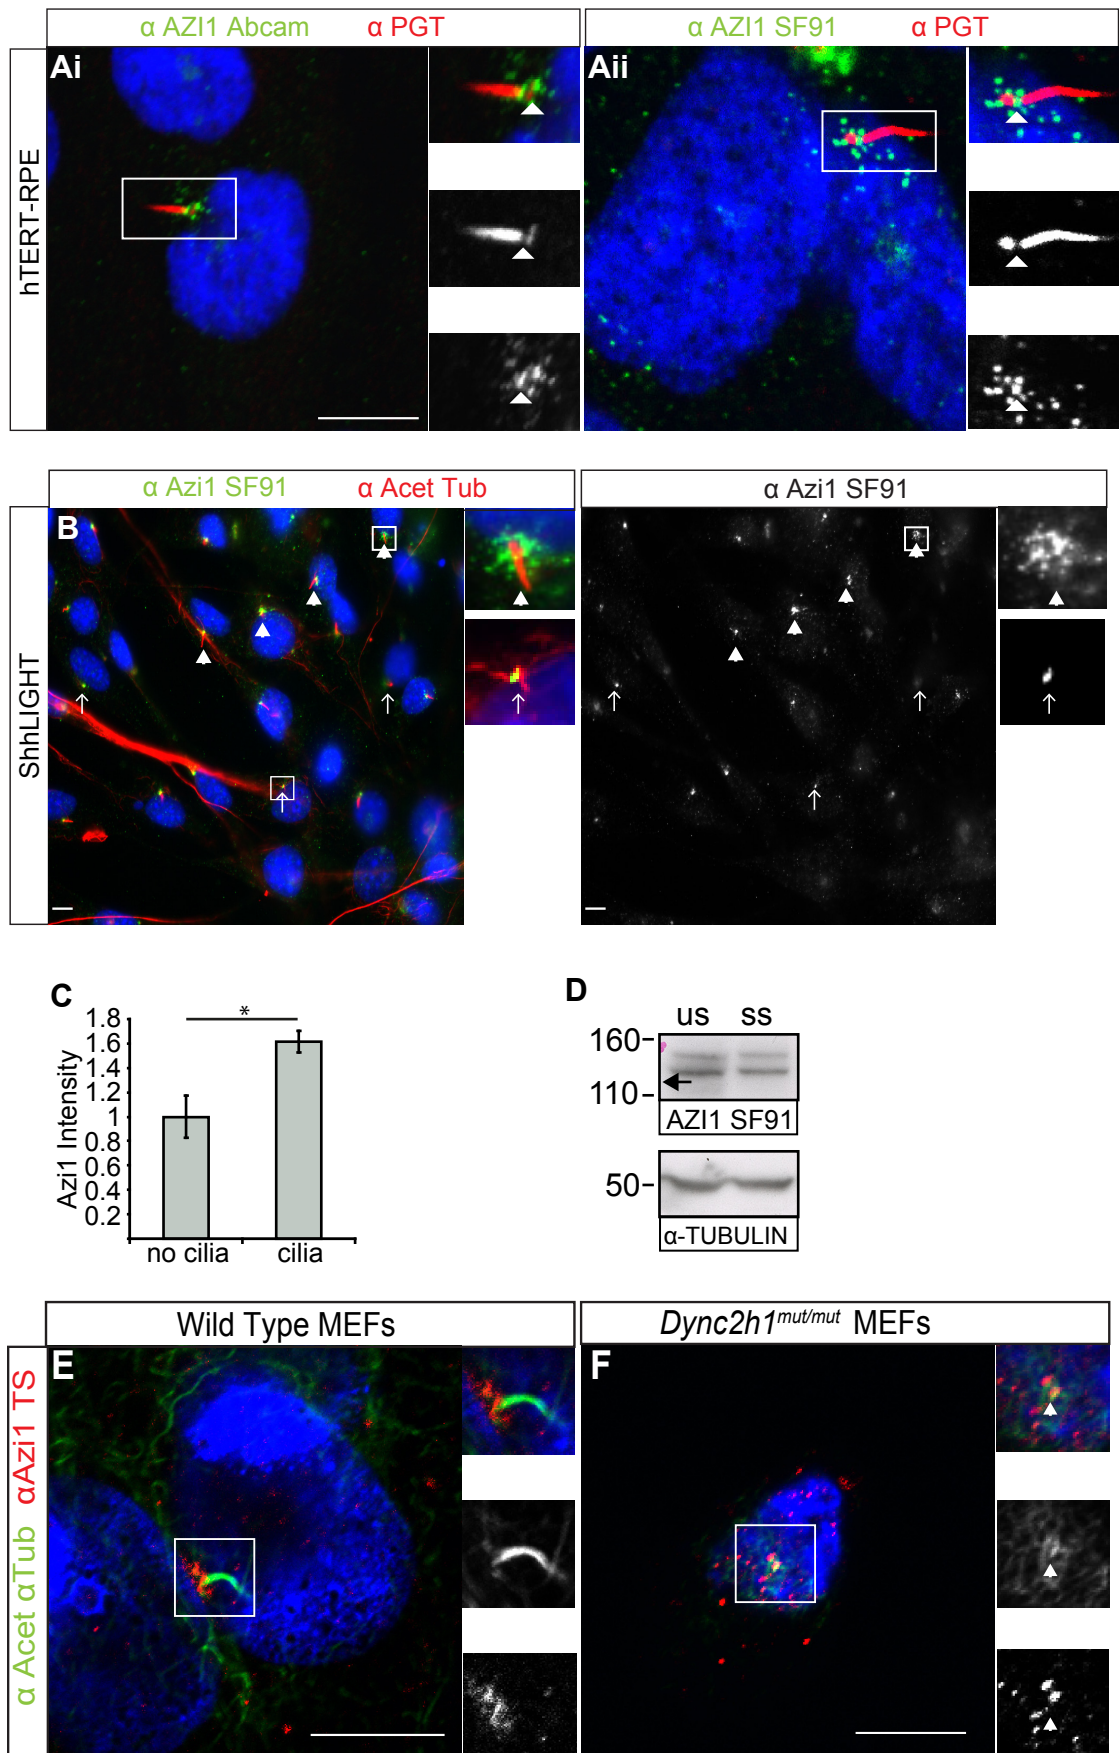 α AZI1 Abcam α PGT
α AZI1 SF91 α PGT
hTERT-RPE
Ai
Aii
α Azi1 SF91 α Acet Tub
α Azi1 SF91
ShhLIGHT
B
C
Azi1 Intensity
1.8
1.6
1.4
1.2
1
0.8
0.6
0.4
0.2
*
no cilia cilia
D
us ss
160
110
AZI1 SF91
50
α-TUBULIN
Wild Type MEFs
Dync2h1mut/mut MEFs
α Acet αTub αAzi1 TS
E
F